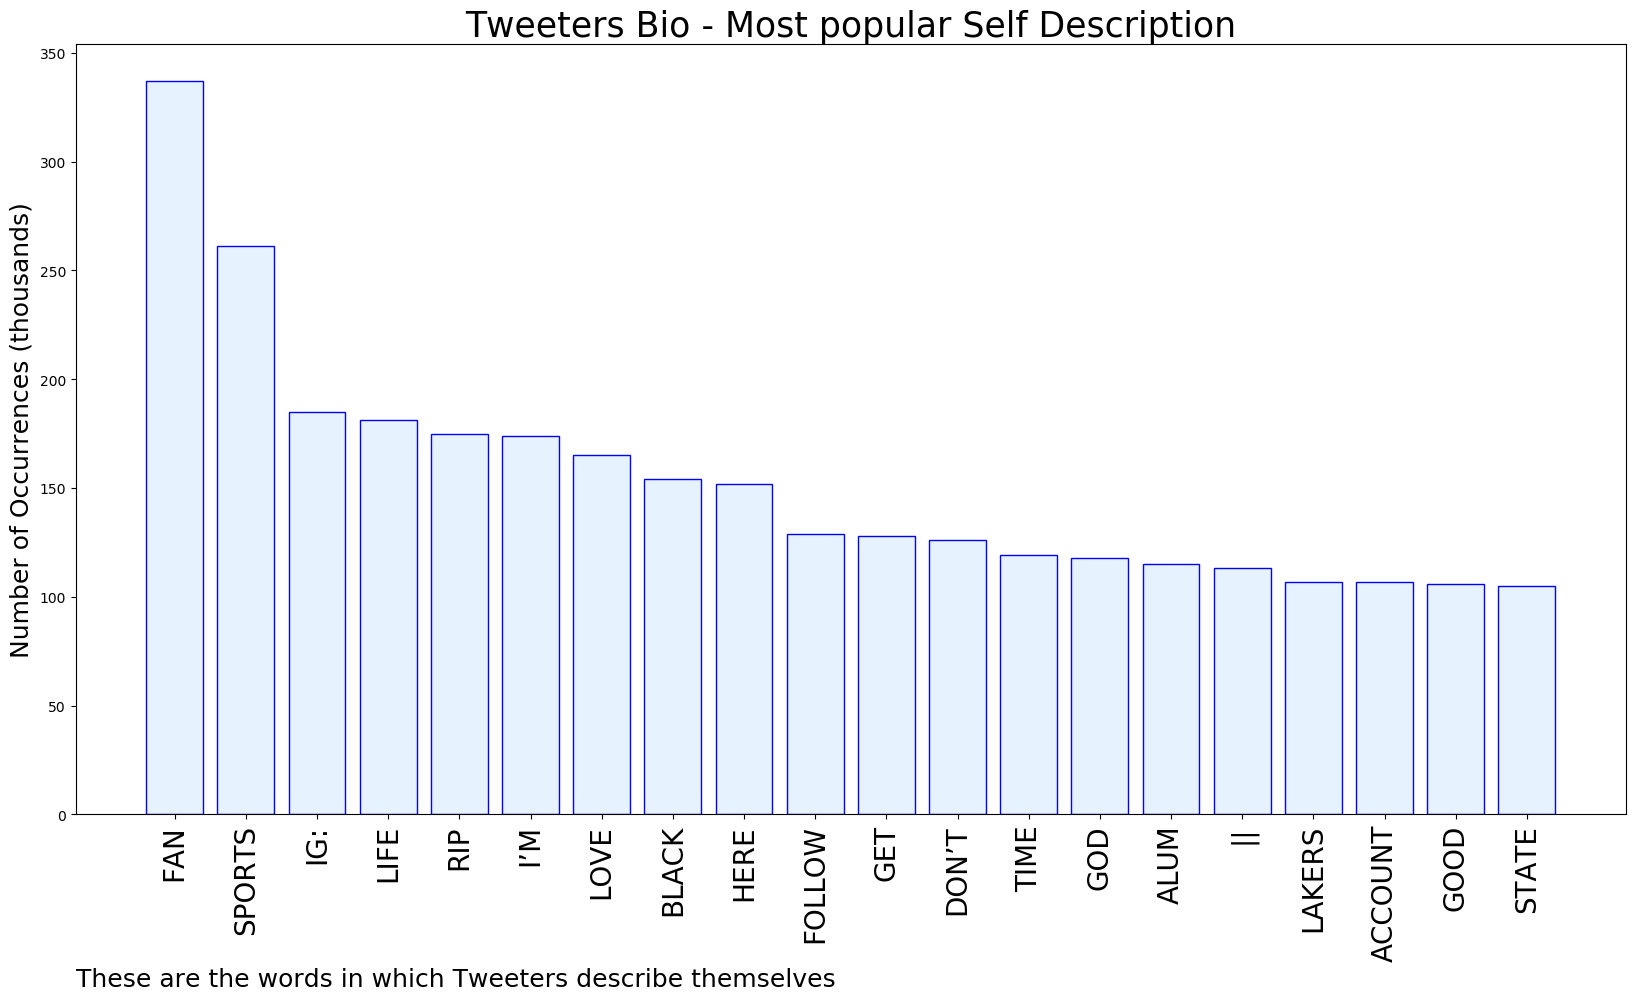 Tweeters Bio - Most popular Self Description
Number of Occurrences (thousands)
350
300
250
200
150
100
50
0
FAN
SPORTS
IG:
LIFE
RIP
I’M
LOVE
BLACK
HERE
FOLLOW
GET
DON’T
TIME
GOD
ALUM
||
LAKERS
ACCOUNT
GOOD
STATE
These are the words in which Tweeters describe themselves